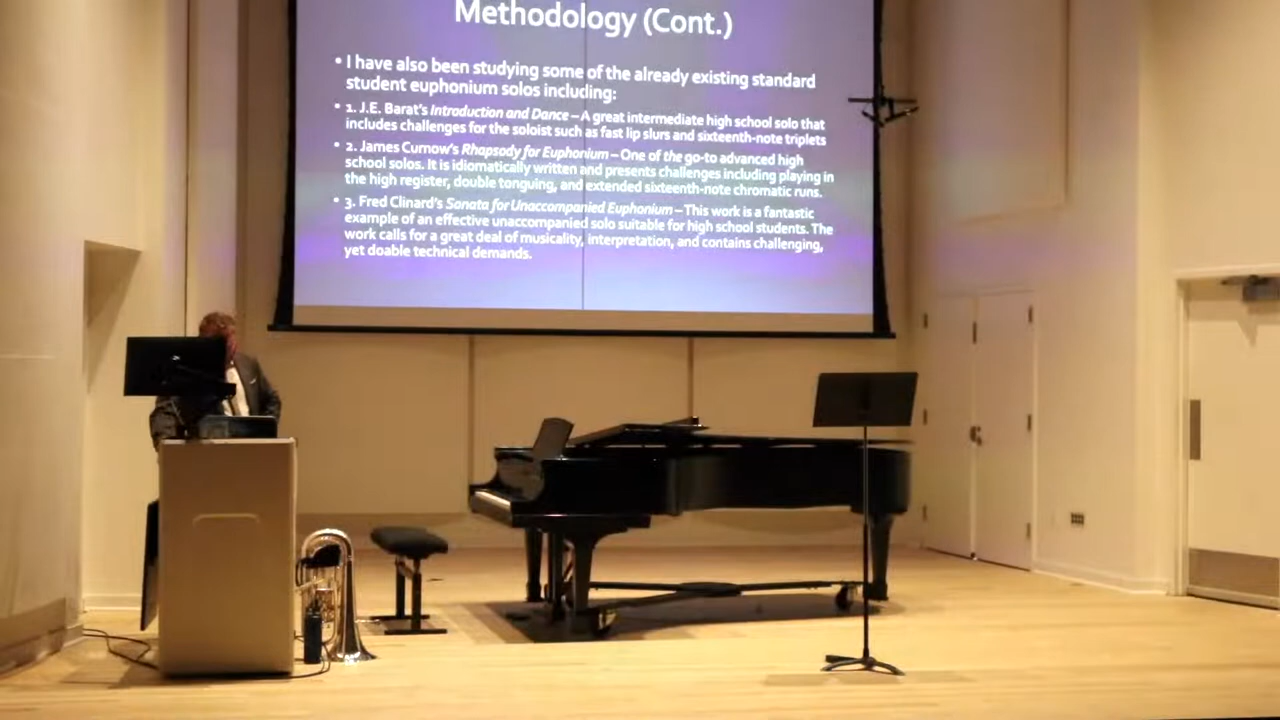 Methodology (Cont.)
• I have also been studying some of the already existing standard
student euphonium solos including:
• 1. J.E. Barat's Introduction and Dance – A great intermediate high school solo that
includes challenges for the soloist such as fast lip slurs and sixteenth-note triplets
• 2. James Curnow's Rhapsody for Euphonium – One of the go-to advanced high
school solos. It is idiomatically written and presents challenges including playing in
the high register, double tonguing, and extended sixteenth-note chromatic runs.
• 3. Fred Clinard's Sonata for Unaccompanied Euphonium – This work is a fantastic
example of an effective unaccompanied solo suitable for high school students. The
work calls for a great deal of musicality, interpretation, and contains challenging,
yet doable technical demands.